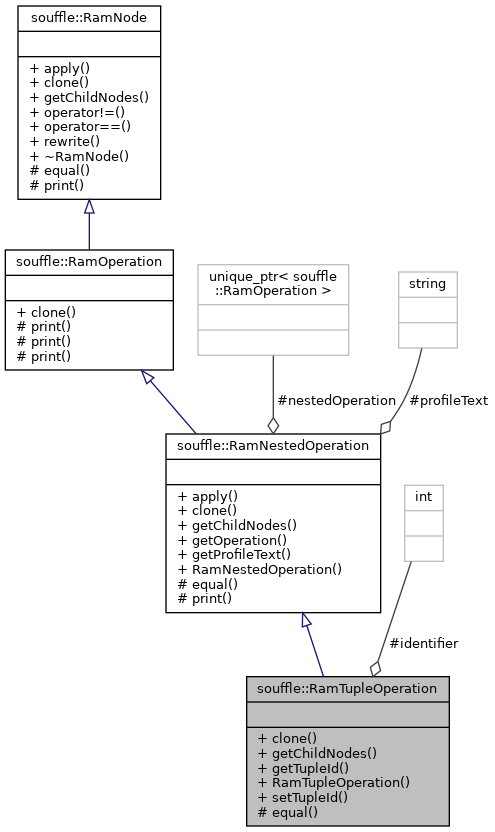 souffle::RamNode
+ apply()
+ clone()
+ getChildNodes()
+ operator!=()
+ operator==()
+ rewrite()
+ ~RamNode()
# equal()
# print()
souffle::RamOperation
+ clone()
# print()
# print()
# print()
unique_ptr< souffle
::RamOperation >
string
#nestedOperation
#profileText
souffle::RamNestedOperation
+ apply()
+ clone()
+ getChildNodes()
+ getOperation()
+ getProfileText()
+ RamNestedOperation()
# equal()
# print()
int
#identifier
souffle::RamTupleOperation
+ clone()
+ getChildNodes()
+ getTupleId()
+ RamTupleOperation()
+ setTupleId()
# equal()